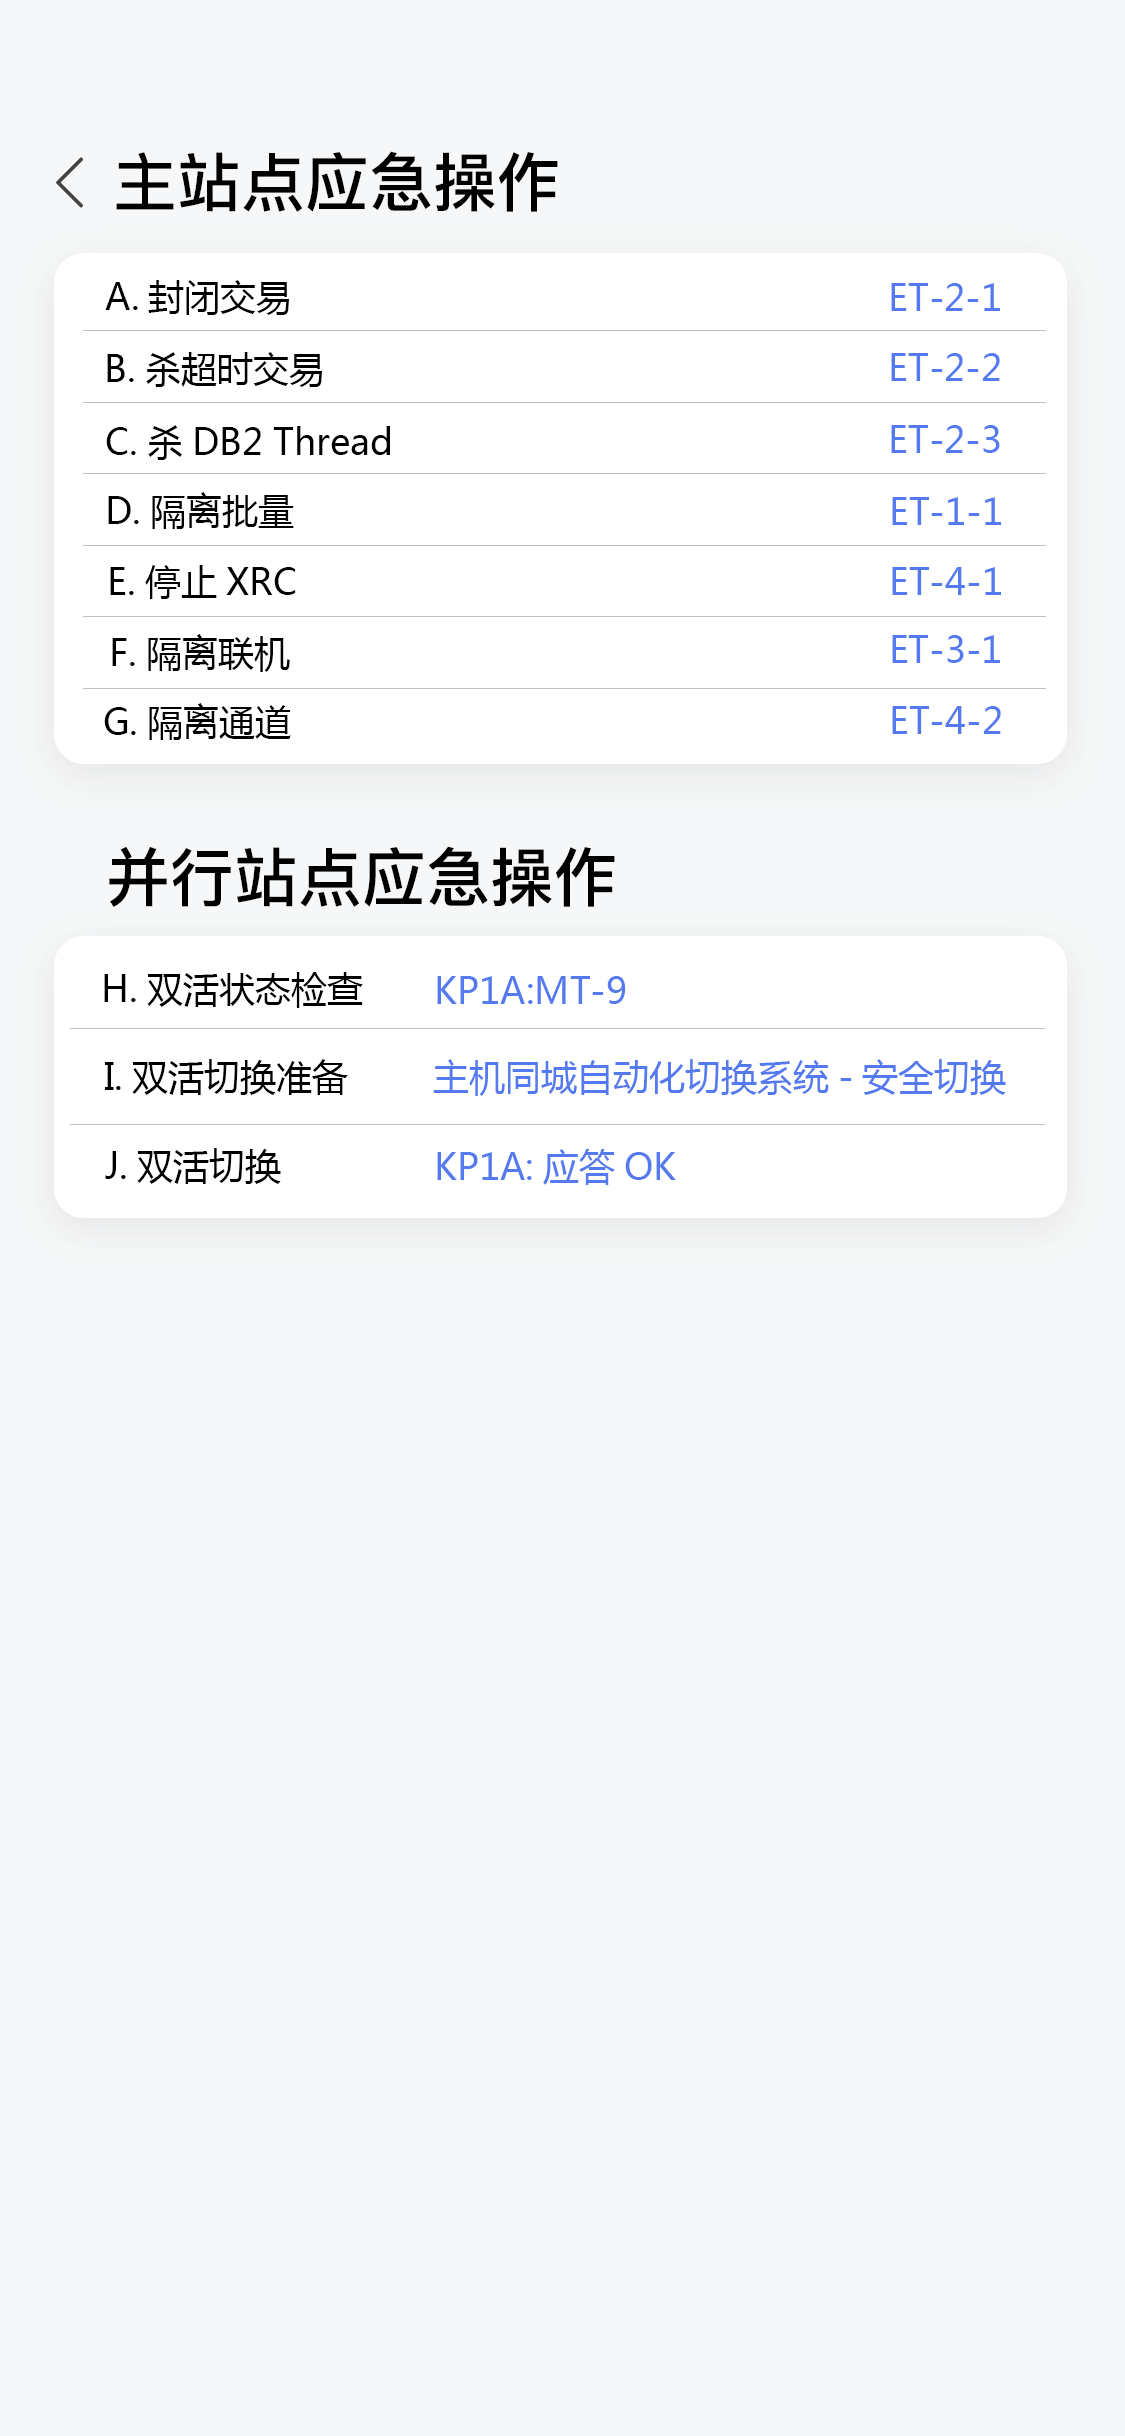 主站点应急操作
A. 封闭交易 ET-2-1
B. 杀超时交易 ET-2-2
C. 杀 DB2 Thread ET-2-3
D. 隔离批量 ET-1-1
E. 停止 XRC ET-4-1
F. 隔离联机 ET-3-1
G. 隔离通道 ET-4-2
并行站点应急操作
H. 双活状态检查 KP1A:MT-9
I. 双活切换准备 主机同城自动化切换系统 - 安全切换
J. 双活切换 KP1A: 应答 OK